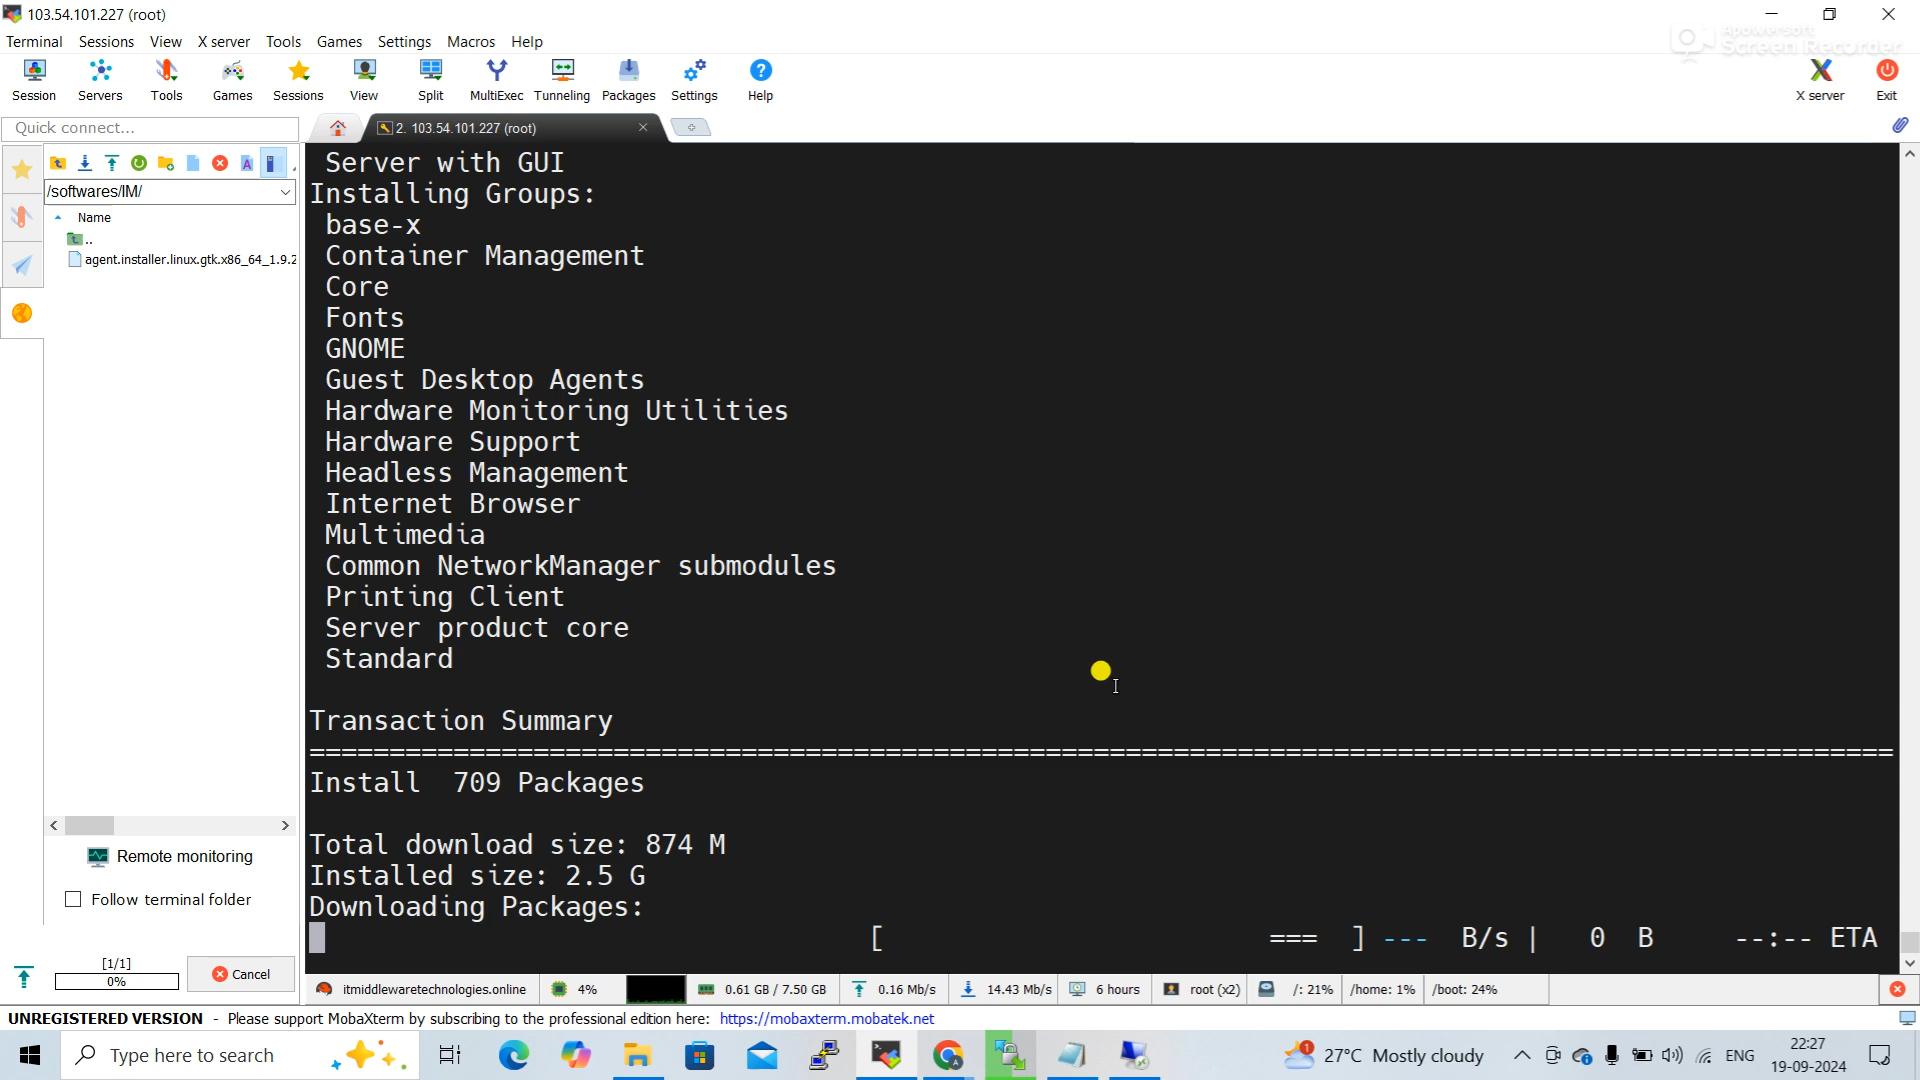 103.54.101.227 (root)
Apowersoft
Screen Recorder
Terminal Sessions View X server Tools Games Settings Macros Help
Session Servers Tools Games Sessions View Split MultiExec Tunneling Packages Settings Help X server Exit
Quick connect...
2. 103.54.101.227 (root)
/softwares/IM/
Name
..
agent.installer.linux.gtk.x86_64_1.9.2
Server with GUI
Installing Groups:
base-x
Container Management
Core
Fonts
GNOME
Guest Desktop Agents
Hardware Monitoring Utilities
Hardware Support
Headless Management
Internet Browser
Multimedia
Common NetworkManager submodules
Printing Client
Server product core
Standard
Transaction Summary
================================================================================
Install  709 Packages
Total download size: 874 M
Installed size: 2.5 G
Downloading Packages:
[ === ] --- B/s | 0 B --:-- ETA
Remote monitoring
Follow terminal folder
[1/1]
0%
Cancel
itmiddlewaretechnologies.online 4% 0.61 GB / 7.50 GB 0.16 Mb/s 14.43 Mb/s 6 hours root (x2) /: 21% /home: 1% /boot: 24%
UNREGISTERED VERSION - Please support MobaXterm by subscribing to the professional edition here: https://mobaxterm.mobatek.net
Type here to search
1
27°C Mostly cloudy
ENG
22:27
19-09-2024